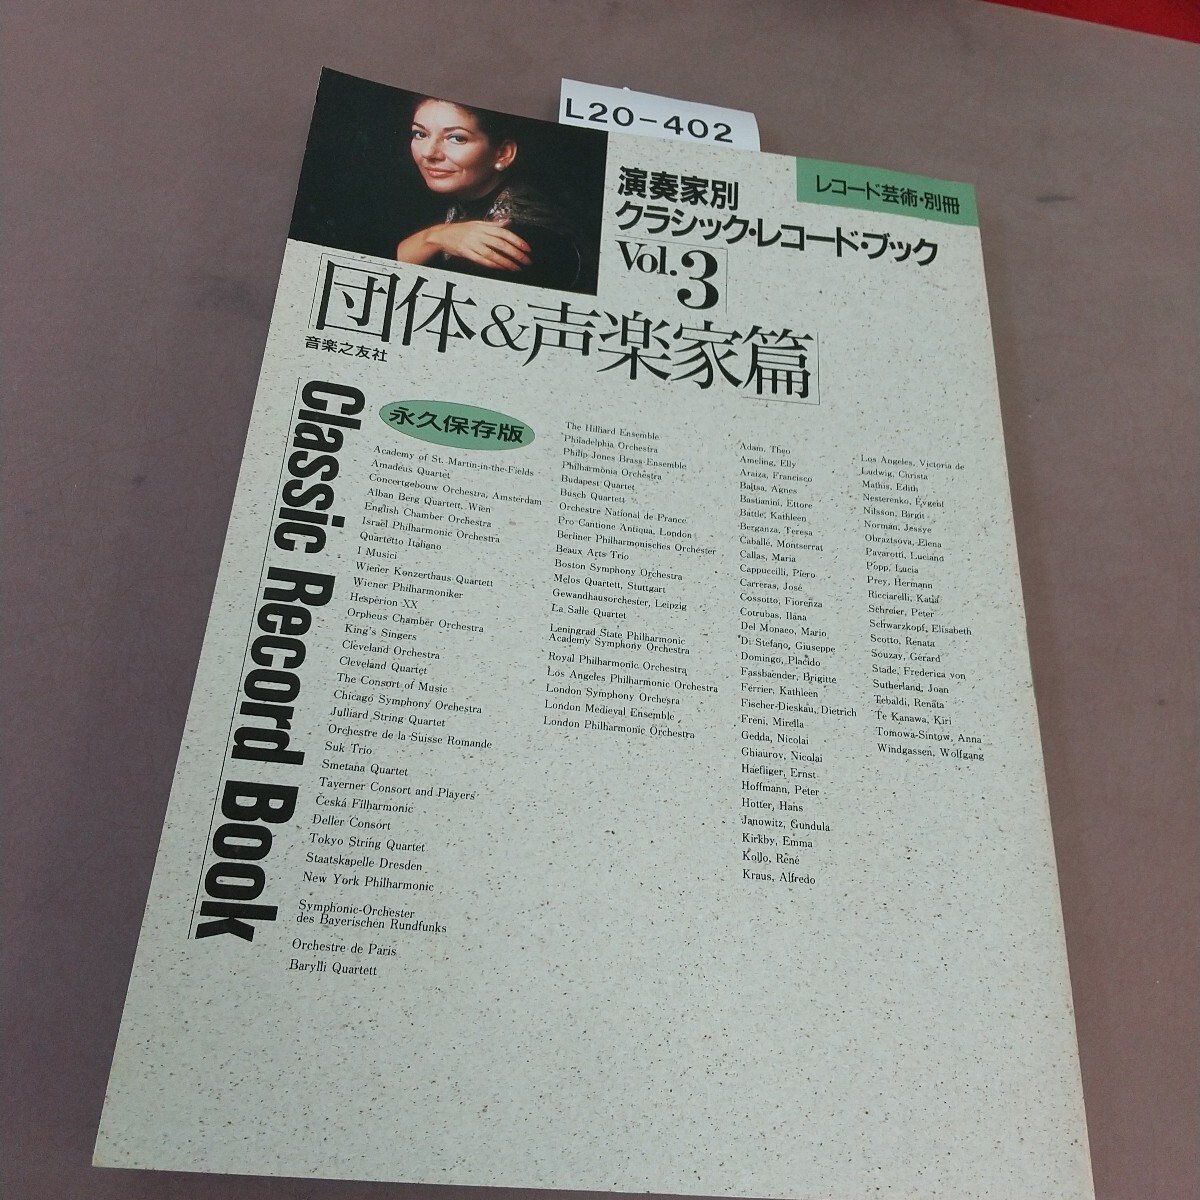 L20-402
レコード芸術・別冊
演奏家別
クラシック・レコード・ブック
Vol.3
団体&声楽家篇
音楽之友社
Classic Record Book
永久保存版
Academy of St. Martin-in-the-Fields
Amadeus Quartet
Concertgebouw Orchestra, Amsterdam
Alban Berg Quartett, Wien
English Chamber Orchestra
Israel Philharmonic Orchestra
Quartetto Italiano
I Musici
Wiener Konzerthaus Quartett
Wiener Philharmoniker
Hespèrion XX
Orpheus Chamber Orchestra
King's Singers
Cleveland Orchestra
Cleveland Quartet
The Consort of Music
Chicago Symphony Orchestra
Julliard String Quartet
Orchestre de la Suisse Romande
Suk Trio
Smetana Quartet
Taverner Consort and Players
Česká Filharmonic
Deller Consort
Tokyo String Quartet
Staatskapelle Dresden
New York Philharmonic
Symphonic-Orchester
des Bayerischen Rundfunks
Orchestre de Paris
Barylli Quartett
The Hilliard Ensemble
Philadelphia Orchestra
Philip Jones Brass Ensemble
Philharmonia Orchestra
Budapest Quartet
Busch Quartett
Orchestre National de France
Pro Cantione Antiqua, London
Berliner Philharmonisches Orchester
Beaux Arts Trio
Boston Symphony Orchestra
Melos Quartett, Stuttgart
Gewandhausorchester, Leipzig
La Salle Quartet
Leningrad State Philharmonic
Academy Symphony Orchestra
Royal Philharmonic Orchestra
Los Angeles Philharmonic Orchestra
London Symphony Orchesra
London Medieval Ensemble
London Philharmonic Orchestra
Adam, Theo
Ameling, Elly
Araiza, Francisco
Baltsa, Agnes
Bastianini, Ettore
Battle, Kathleen
Berganza, Teresa
Caballé, Montserrat
Callas, Maria
Cappuccilli, Piero
Carreras, José
Cossotto, Fiorenza
Cotrubas, Ilana
Del Monaco, Mario
Di Stefano, Giuseppe
Domingo, Placido
Fassbaender, Brigitte
Ferrier, Kathleen
Fischer-Dieskau, Dietrich
Freni, Mirella
Gedda, Nicolai
Ghiaurov, Nicolai
Haefliger, Ernst
Hoffmann, Peter
Hotter, Hans
Janowitz, Gundula
Kirkby, Emma
Kollo, René
Kraus, Alfredo
Los Angeles, Victoria de
Ludwig, Christa
Mathis, Edith
Nesterenko, Evgeni
Nilsson, Birgit
Norman, Jessye
Obraztsova, Elena
Pavarotti, Luciano
Popp, Lucia
Prey, Hermann
Ricciarelli, Katia
Schreier, Peter
Schwarzkopf, Elisabeth
Scotto, Renata
Souzay, Gérard
Stade, Frederica von
Sutherland, Joan
Tebaldi, Renata
Te Kanawa, Kiri
Tomowa-Sintow, Anna
Windgassen, Wolfgang